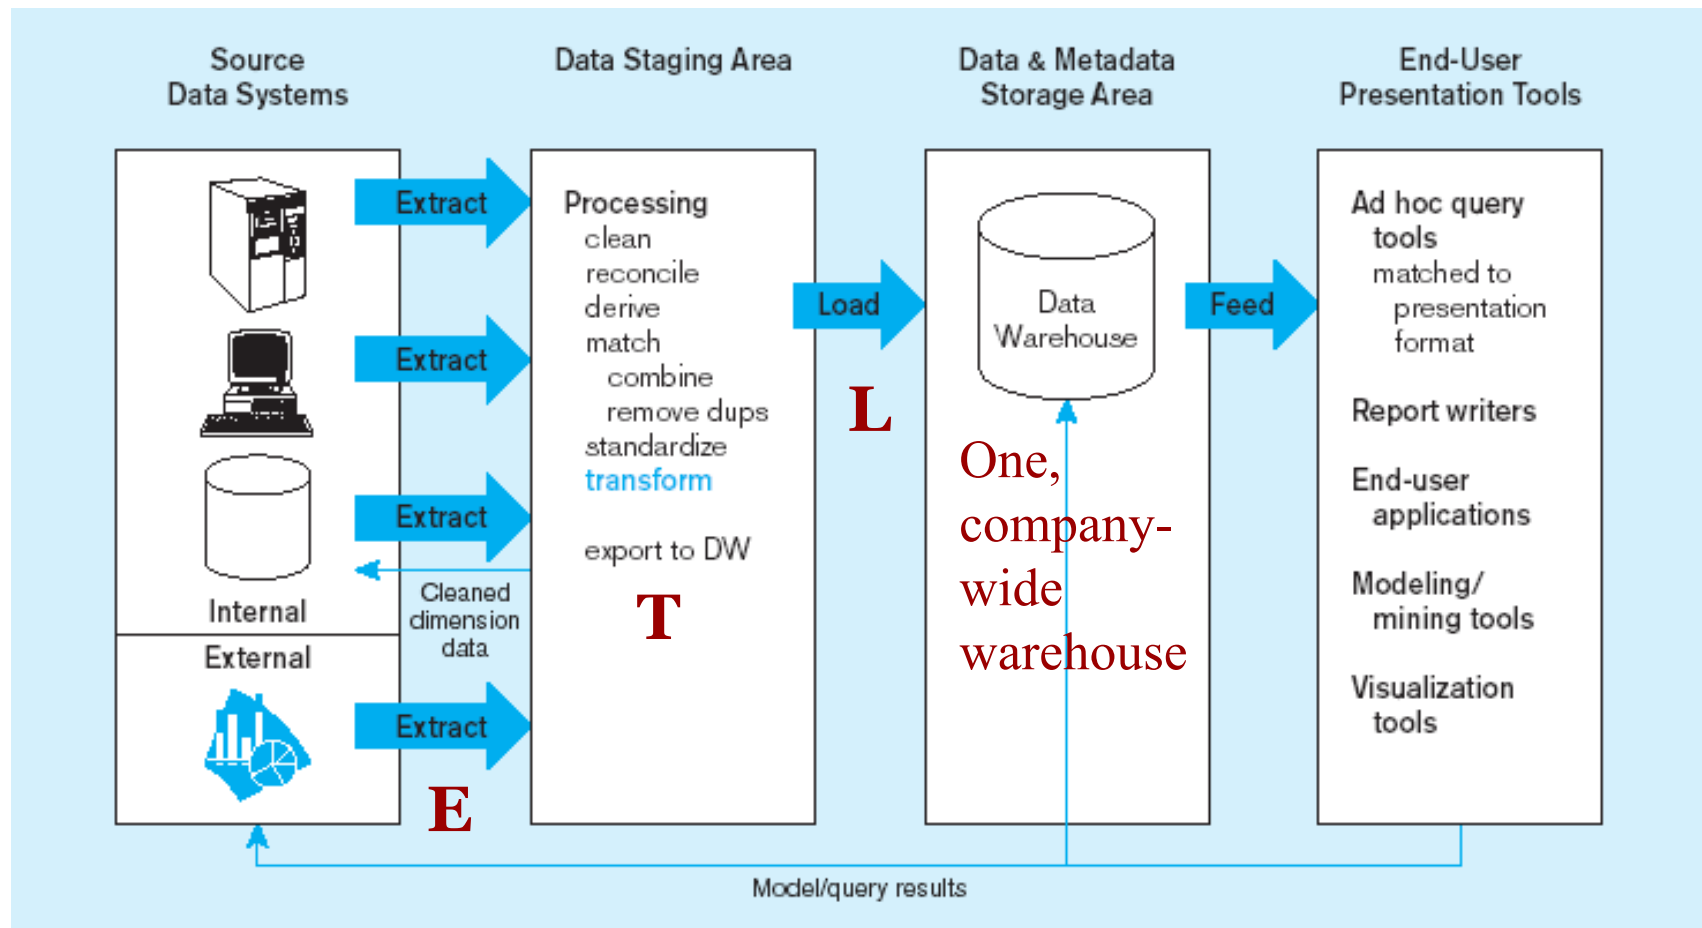 Source
Data Systems
Data Staging Area
Data & Metadata
Storage Area
End-User
Presentation Tools
Extract
Extract
Extract
Internal
External
Extract
Cleaned
dimension
data
E
Processing
clean
reconcile
derive
match
combine
remove dups
standardize
transform
export to DW
T
Load
L
Data
Warehouse
One,
company-
wide
warehouse
Feed
Ad hoc query
tools
matched to
presentation
format
Report writers
End-user
applications
Modeling/
mining tools
Visualization
tools
Model/query results